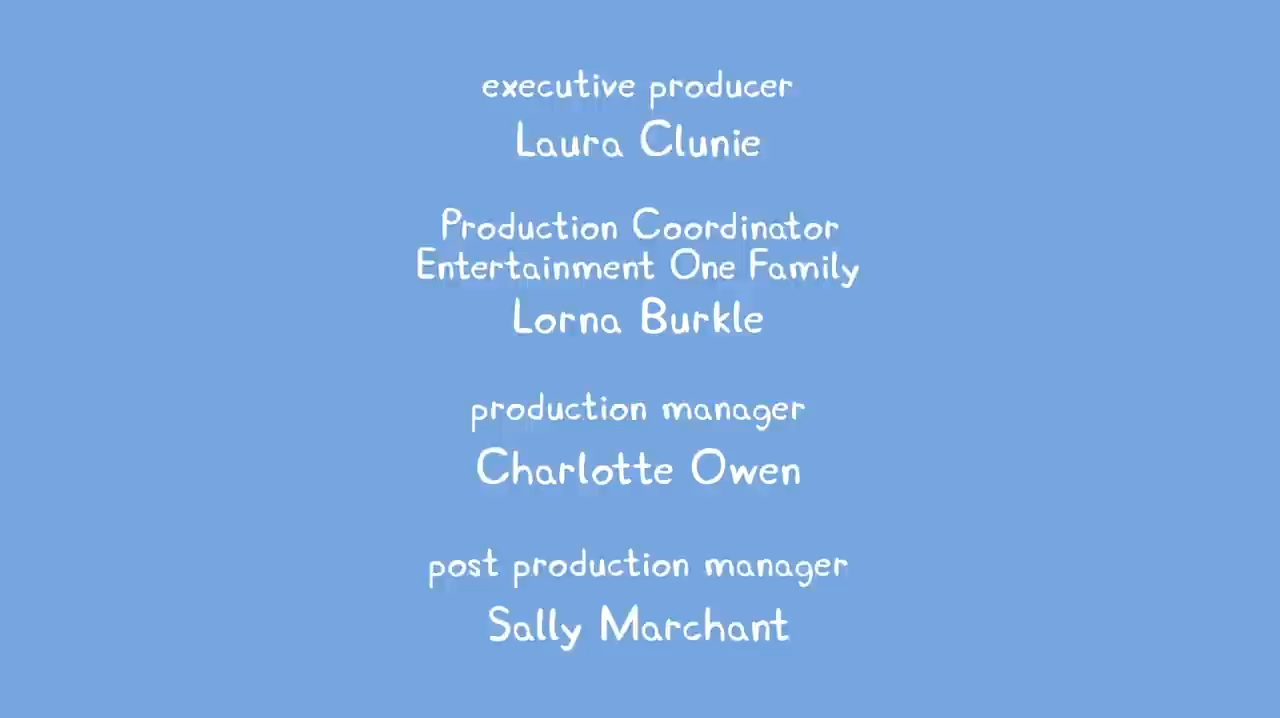 executive producer
Laura Clunie
Production Coordinator
Entertainment One Family
Lorna Burkle
production manager
Charlotte Owen
post production manager
Sally Marchant